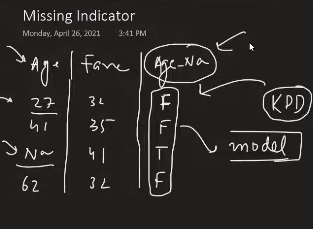 Missing Indicator
Monday, April 26, 2021 3:41 PM
Age Fare Age_Na
27 32 F KPD
41 35 F
Na 41 T model
62 32 F